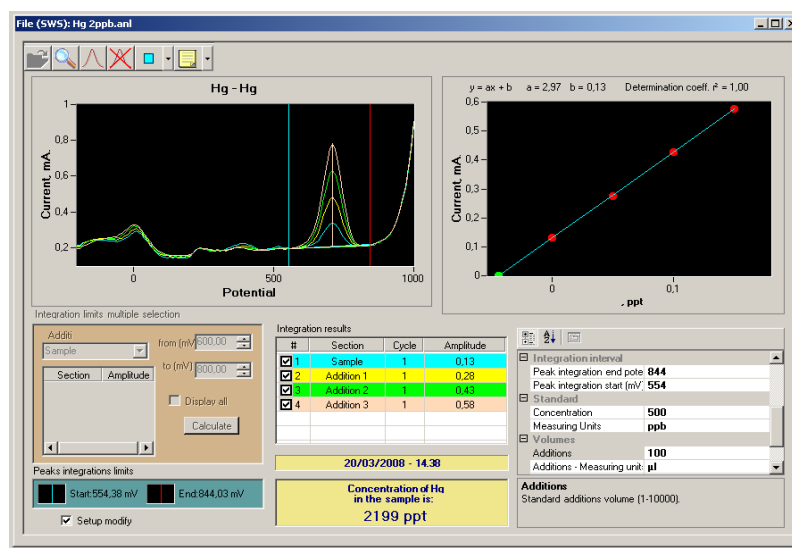 File (SWS): Hg 2ppb.anl
Hg - Hg
1
0,8
0,6
0,4
0,2
Current, mA.
0
500
1000
Potential
y = ax + b a = 2,97 b = 0,13 Determination coeff. r² = 1,00
0,6
0,5
0,4
0,3
0,2
0,1
0
Current, mA.
0
0,1
, ppt
Integration limits multiple selection
Additi
Sample
from (mV
600,00
to (mV)
800,00
Section Amplitude
Display all
Calculate
Peaks integrations limits
Start:554,38 mV End:844,03 mV
Setup modify
Integration results
# Section Cycle Amplitude
1 Sample 1 0,13
2 Addition 1 1 0,28
3 Addition 2 1 0,43
4 Addition 3 1 0,58
20/03/2008 - 14.38
Concentration of Hg
in the sample is:
2199 ppt
Integration interval
Peak integration end pote 844
Peak integration start (mV) 554
Standard
Concentration 500
Measuring Units ppb
Volumes
Additions 100
Additions - Measuring unit: µl
Additions
Standard additions volume (1-10000).